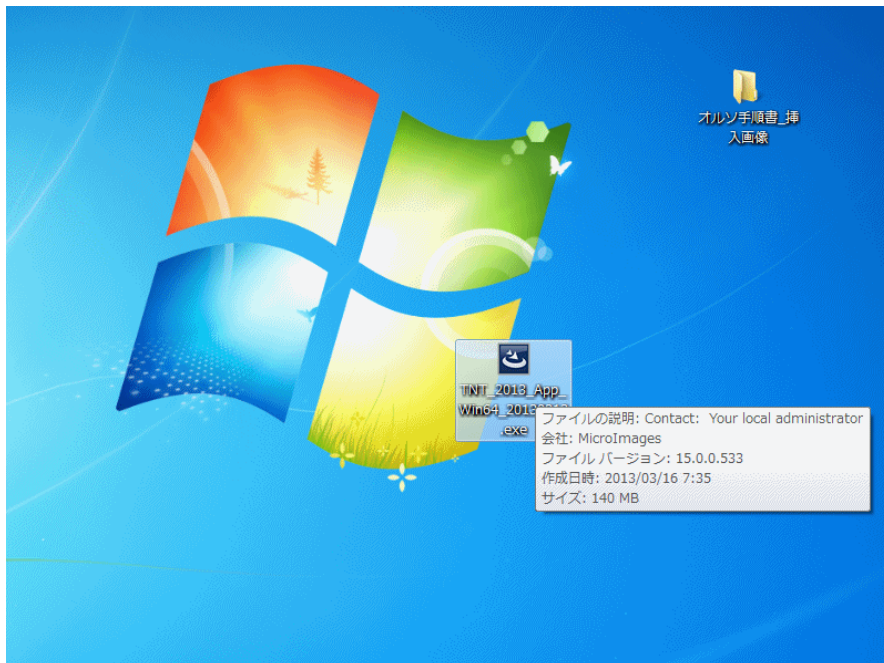 オルソ手順書_挿
入画像
TNT_2013_App_
Win64_2013
.exe
ファイルの説明: Contact: Your local administrator
会社: MicroImages
ファイル バージョン: 15.0.0.533
作成日時: 2013/03/16 7:35
サイズ: 140 MB